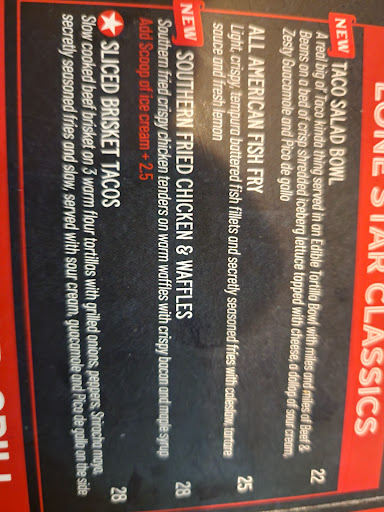 LONE STAR CLASSICS
NEW TACO SALAD BOWL
A real big ol' Taco kinda thing served in an Edible Tortilla Bowl with miles and miles of Beef &
Beans on a bed of crisp shredded iceberg lettuce topped with cheese, a dollop of sour cream,
Zesty Guacamole and Pico de gallo 22
ALL AMERICAN FISH FRY
Light, crispy, tempura battered fish fillets and secretly seasoned fries with coleslaw, tartare
sauce and fresh lemon 25
NEW SOUTHERN FRIED CHICKEN & WAFFLES
Southern fried crispy chicken tenders on warm waffles with crispy bacon and maple syrup
Add Scoop of ice cream + 2.5 28
SLICED BRISKET TACOS
Slow cooked beef brisket on 3 warm flour tortillas with grilled onions, peppers, Sriracha mayo,
secretly seasoned fries and slaw, served with sour cream, guacamole and Pico de gallo on the side 28